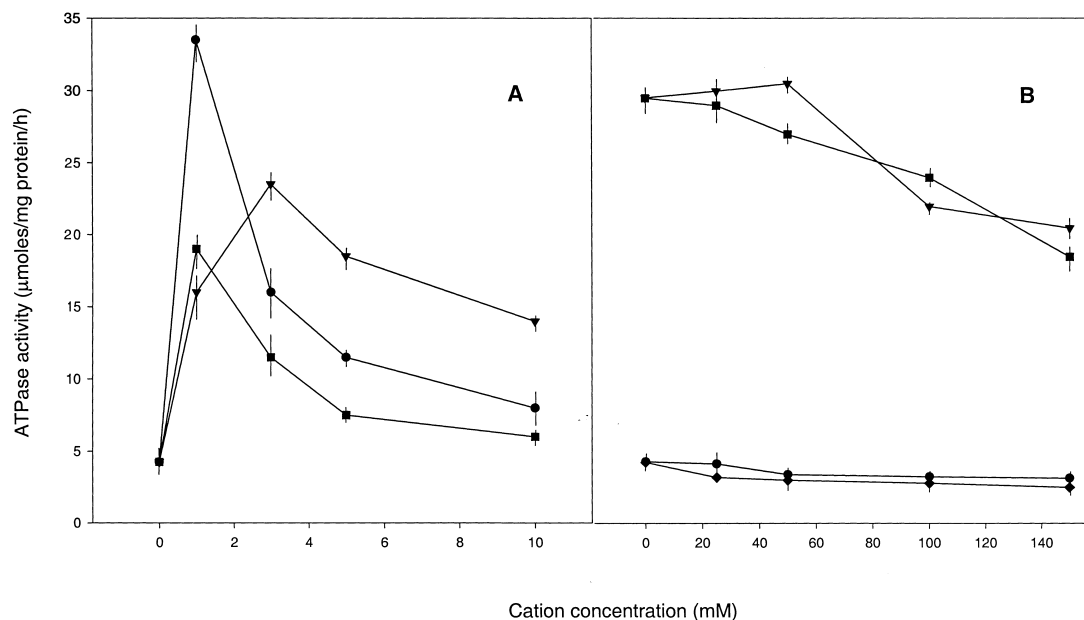 35
30
25
20
15
10
5
0
ATPase activity (μmoles/mg protein/h)
A
B
0 2 4 6 8 10
0 20 40 60 80 100 120 140
Cation concentration (mM)